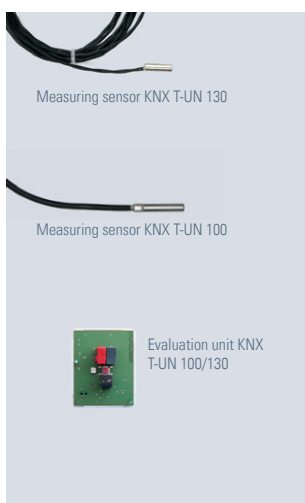 Measuring sensor KNX T-UN 130
Measuring sensor KNX T-UN 100
Evaluation unit KNX
T-UN 100/130